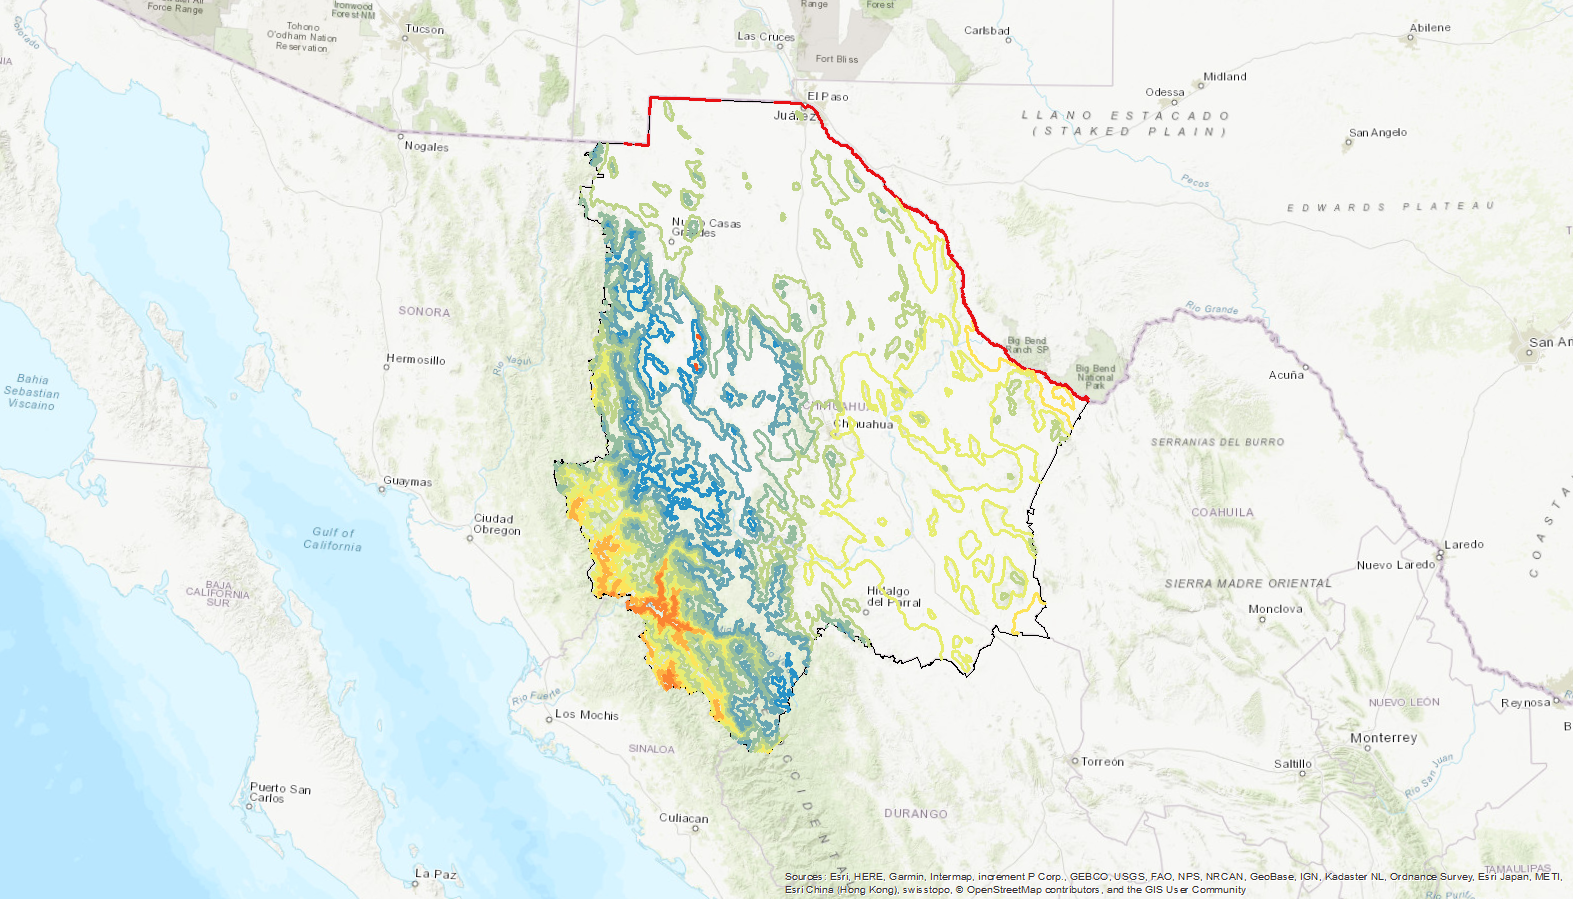 Force Range
Ironwood
Forest NM
Tohono
O'odham Nation
Reservation
Tucson
Colorado
Range
Forest
Las Cruces
Carlsbad
Fort Bliss
Abilene
Midland
Odessa
El Paso
Juárez
LLANO ESTACADO
(STAKED PLAIN)
San Angelo
Nogales
Pecos
EDWARDS PLATEAU
Nuevo Casas
Grandes
SONORA
Rio Grande
Hermosillo
Rio Yaqui
Big Bend
Ranch SP
Big Bend
National
Park
Acuña
San An
Bahia
Sebastian
Viscaino
CHIHUAHUA
Chihuahua
SERRANIAS DEL BURRO
Guaymas
Ciudad
Obregon
COAHUILA
COASTA
Gulf of
California
Laredo
Nuevo Laredo
BAJA
CALIFORNIA
SUR
Hidalgo
del Parral
SIERRA MADRE ORIENTAL
Monclova
Rio Fuerte
Los Mochis
NUEVO LEÓN
Reynosa
SINALOA
Monterrey
Torreón
Saltillo
Rio San Juan
Puerto San
Carlos
CCIDENTA
Culiacan
DURANGO
La Paz
TAMAULIPAS
Sources: Esri, HERE, Garmin, Intermap, increment P Corp., GEBCO, USGS, FAO, NPS, NRCAN, GeoBase, IGN, Kadaster NL, Ordnance Survey, Esri Japan, METI,
Esri China (Hong Kong), swisstopo, © OpenStreetMap contributors, and the GIS User Community